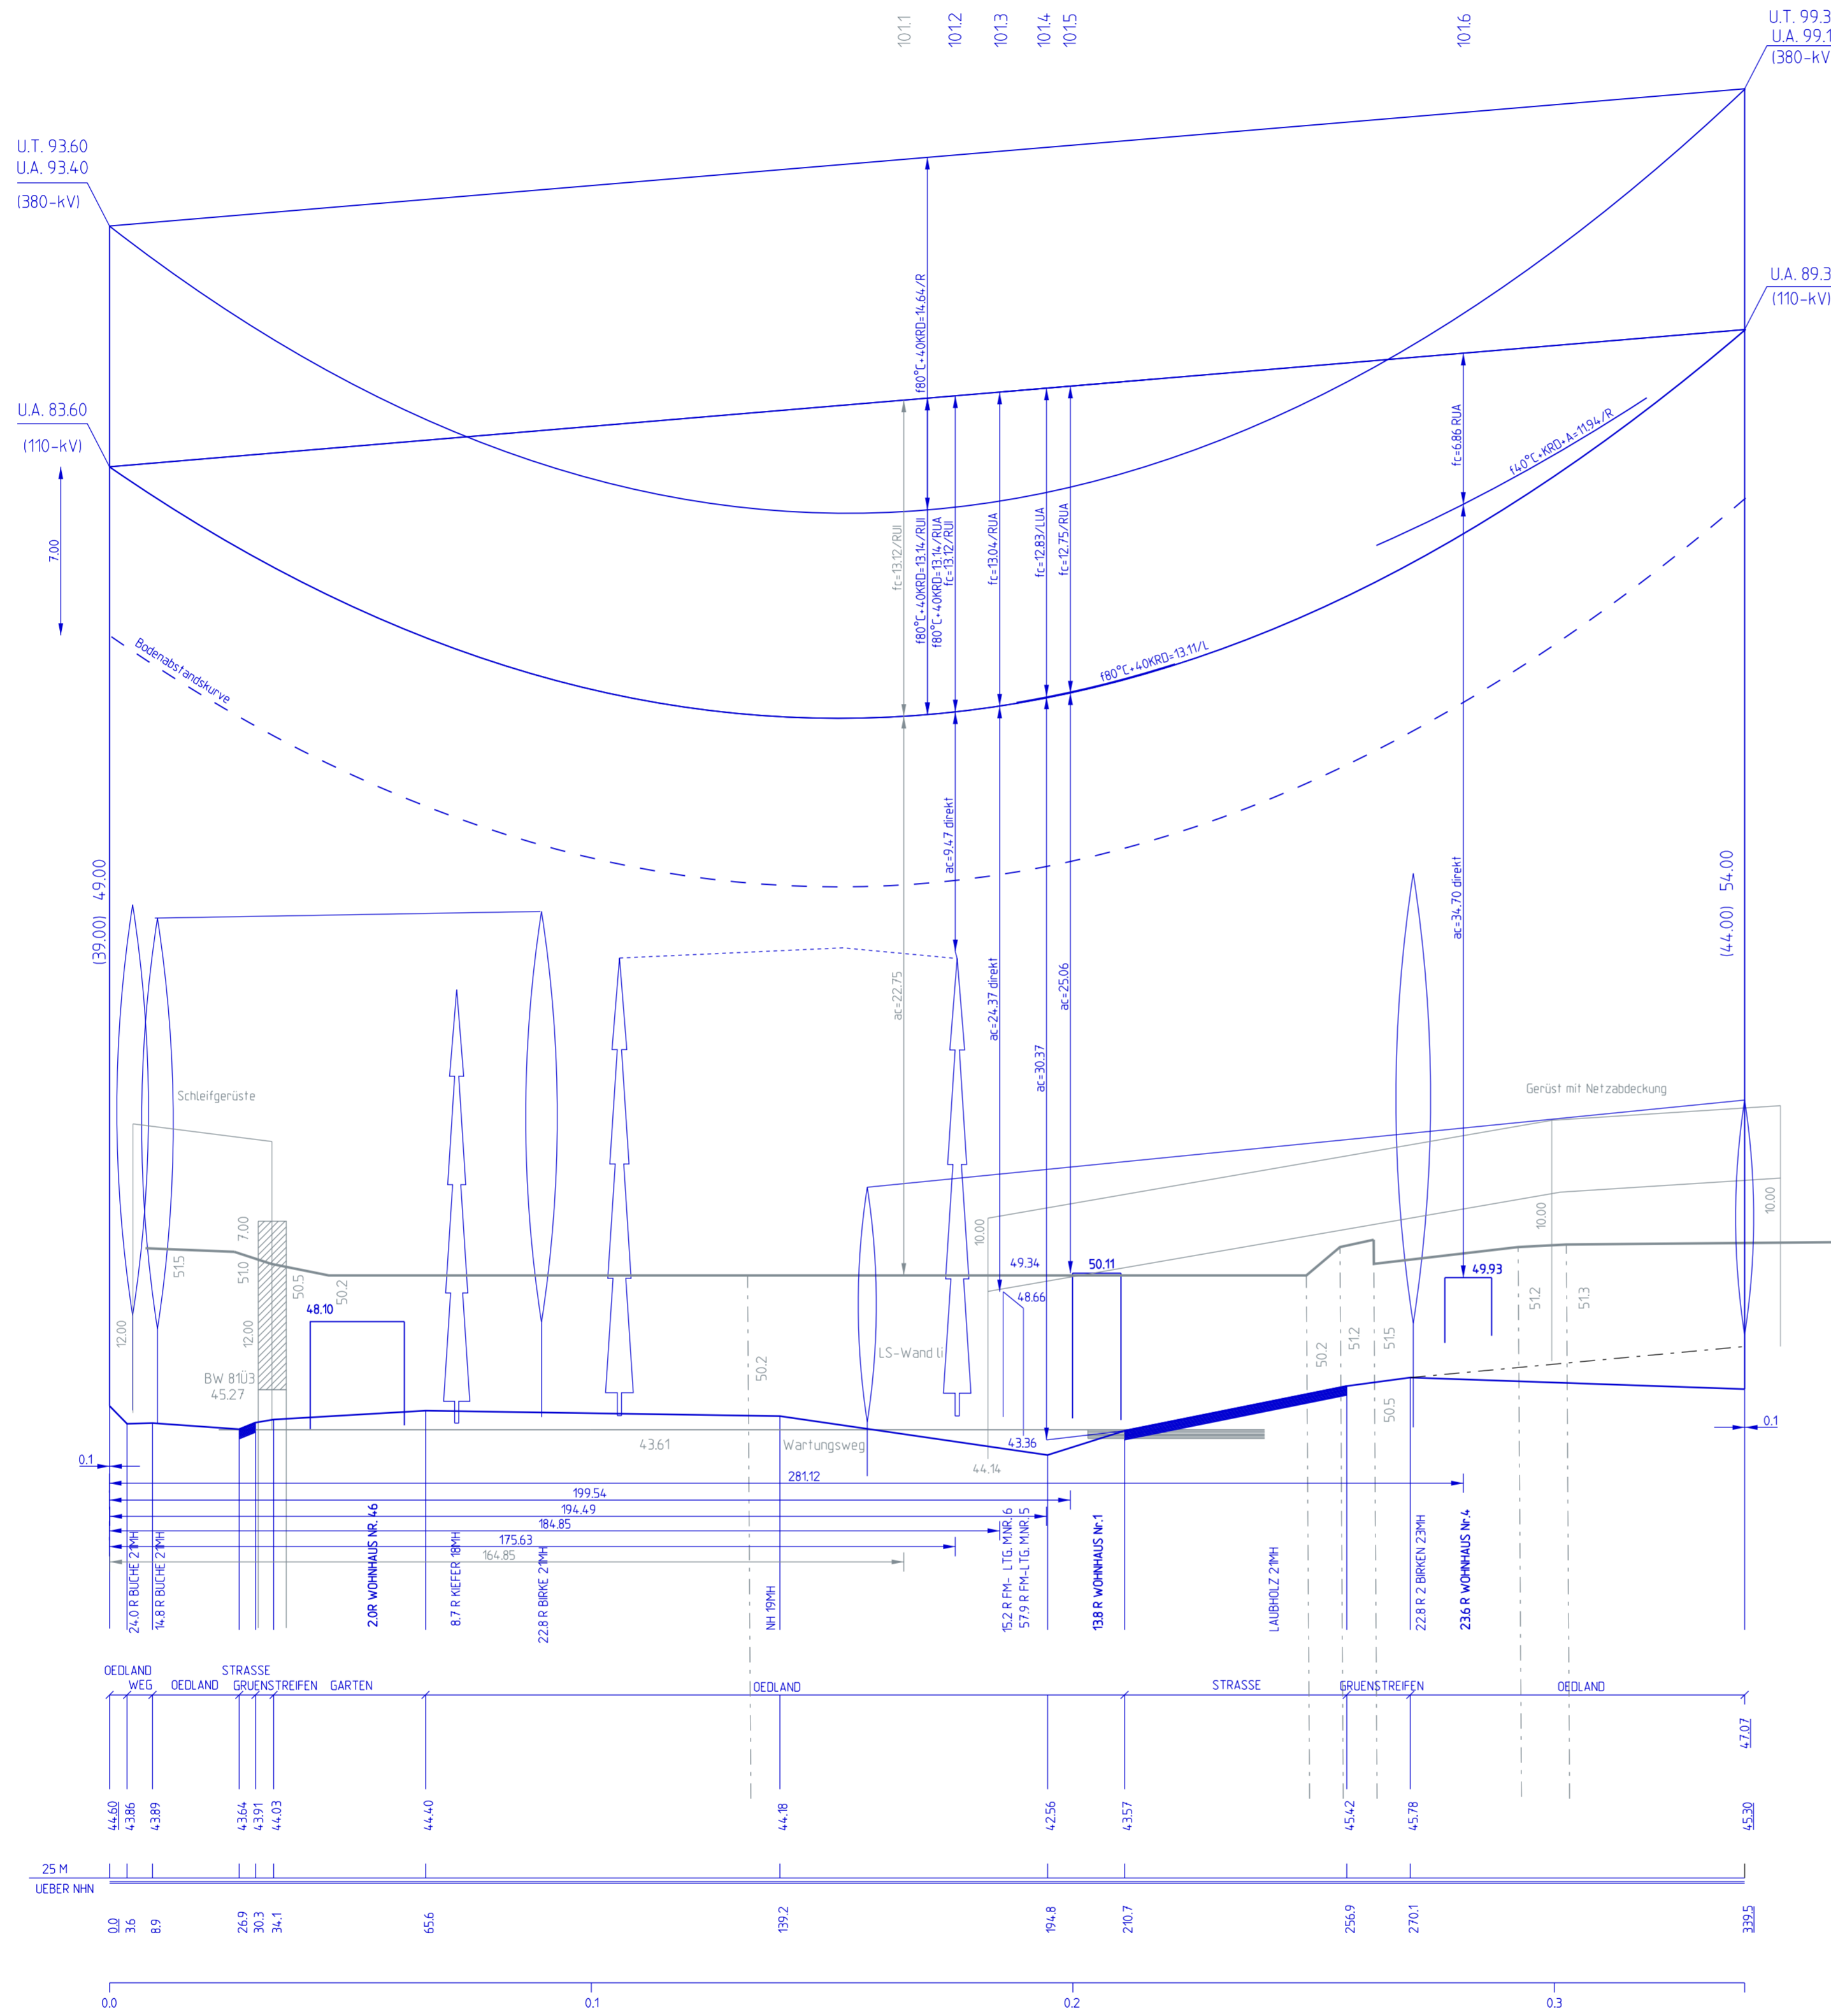 101.1
101.2
101.3
101.4
101.5
101.6
U.T. 99.3
U.A. 99.1
(380-kV
U.T. 93.60
U.A. 93.40
(380-kV)
U.A. 89.3
(110-kV)
U.A. 83.60
(110-kV)
7.00
Bodenabstandskurve
f80°C+40KRD=14.64/R
fc=13.12/RUI
f80°C+40KRD=13.14/RUI
f80°C+40KRD=13.14/RUA
fc=13.12/RUI
fc=13.04/RUA
fc=12.83/LUA
fc=12.75/RUA
fc=6.86 RUA
f40°C+KRD+A=11.94/R
f80°C+40KRD=13.11/L
(39.00) 49.00
(44.00) 54.00
ac=22.75
ac=9.47 direkt
ac=24.37 direkt
ac=30.37
ac=25.06
ac=34.70 direkt
Schleifgerüste
Gerüst mit Netzabdeckung
12.00
51.5
51.0
7.00
12.00
50.5
50.2
48.10
BW 81Ü3
45.27
50.2
LS-Wand li
10.00
49.34
48.66
50.11
49.93
50.2
51.2
51.5
50.5
51.2
51.3
10.00
10.00
43.61
Wartungsweg
43.36
44.14
0.1
0.1
281.12
199.54
194.49
184.85
175.63
164.85
24.0 R BUCHE 21MH
14.8 R BUCHE 21MH
2.0R WOHNHAUS NR. 46
8.7 R KIEFER 18MH
22.8 R BIRKE 21MH
NH 19MH
15.2 R FM- LTG. M.NR. 6
57.9 R FM-LTG. M.NR. 5
13.8 R WOHNHAUS Nr.1
LAUBHOLZ 21MH
22.8 R 2 BIRKEN 23MH
23.6 R WOHNHAUS Nr.4
OEDLAND
WEG
OEDLAND
STRASSE
GRUENSTREIFEN
GARTEN
OEDLAND
STRASSE
GRUENSTREIFEN
OEDLAND
47.07
44.60
43.86
43.89
43.64
43.91
44.03
44.40
44.18
42.56
43.57
45.42
45.78
45.30
25 M
UEBER NHN
0.0
3.6
8.9
26.9
30.3
34.1
65.6
139.2
194.8
210.7
256.9
270.1
339.5
0.0
0.1
0.2
0.3